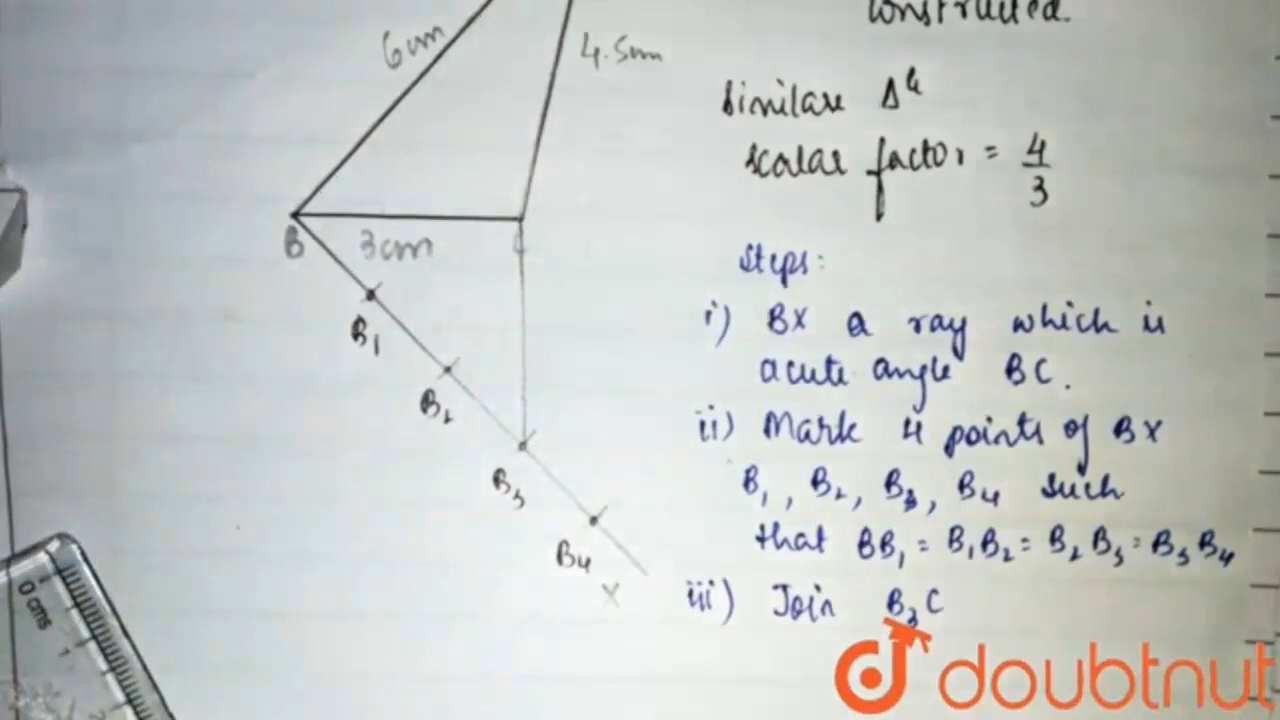 constructed.
6cm
4.5cm
Similare Δ
scalar factor = 4/3
B
3cm
C
Steps:
i) BX a ray which is
acute angle BC.
B1
ii) Mark 4 points of BX
B2
B1, B2, B3, B4 such
B3
that BB1 = B1B2 = B2B3 = B3B4
B4
X
iii) Join B3C
0 cms
1
doubtnut